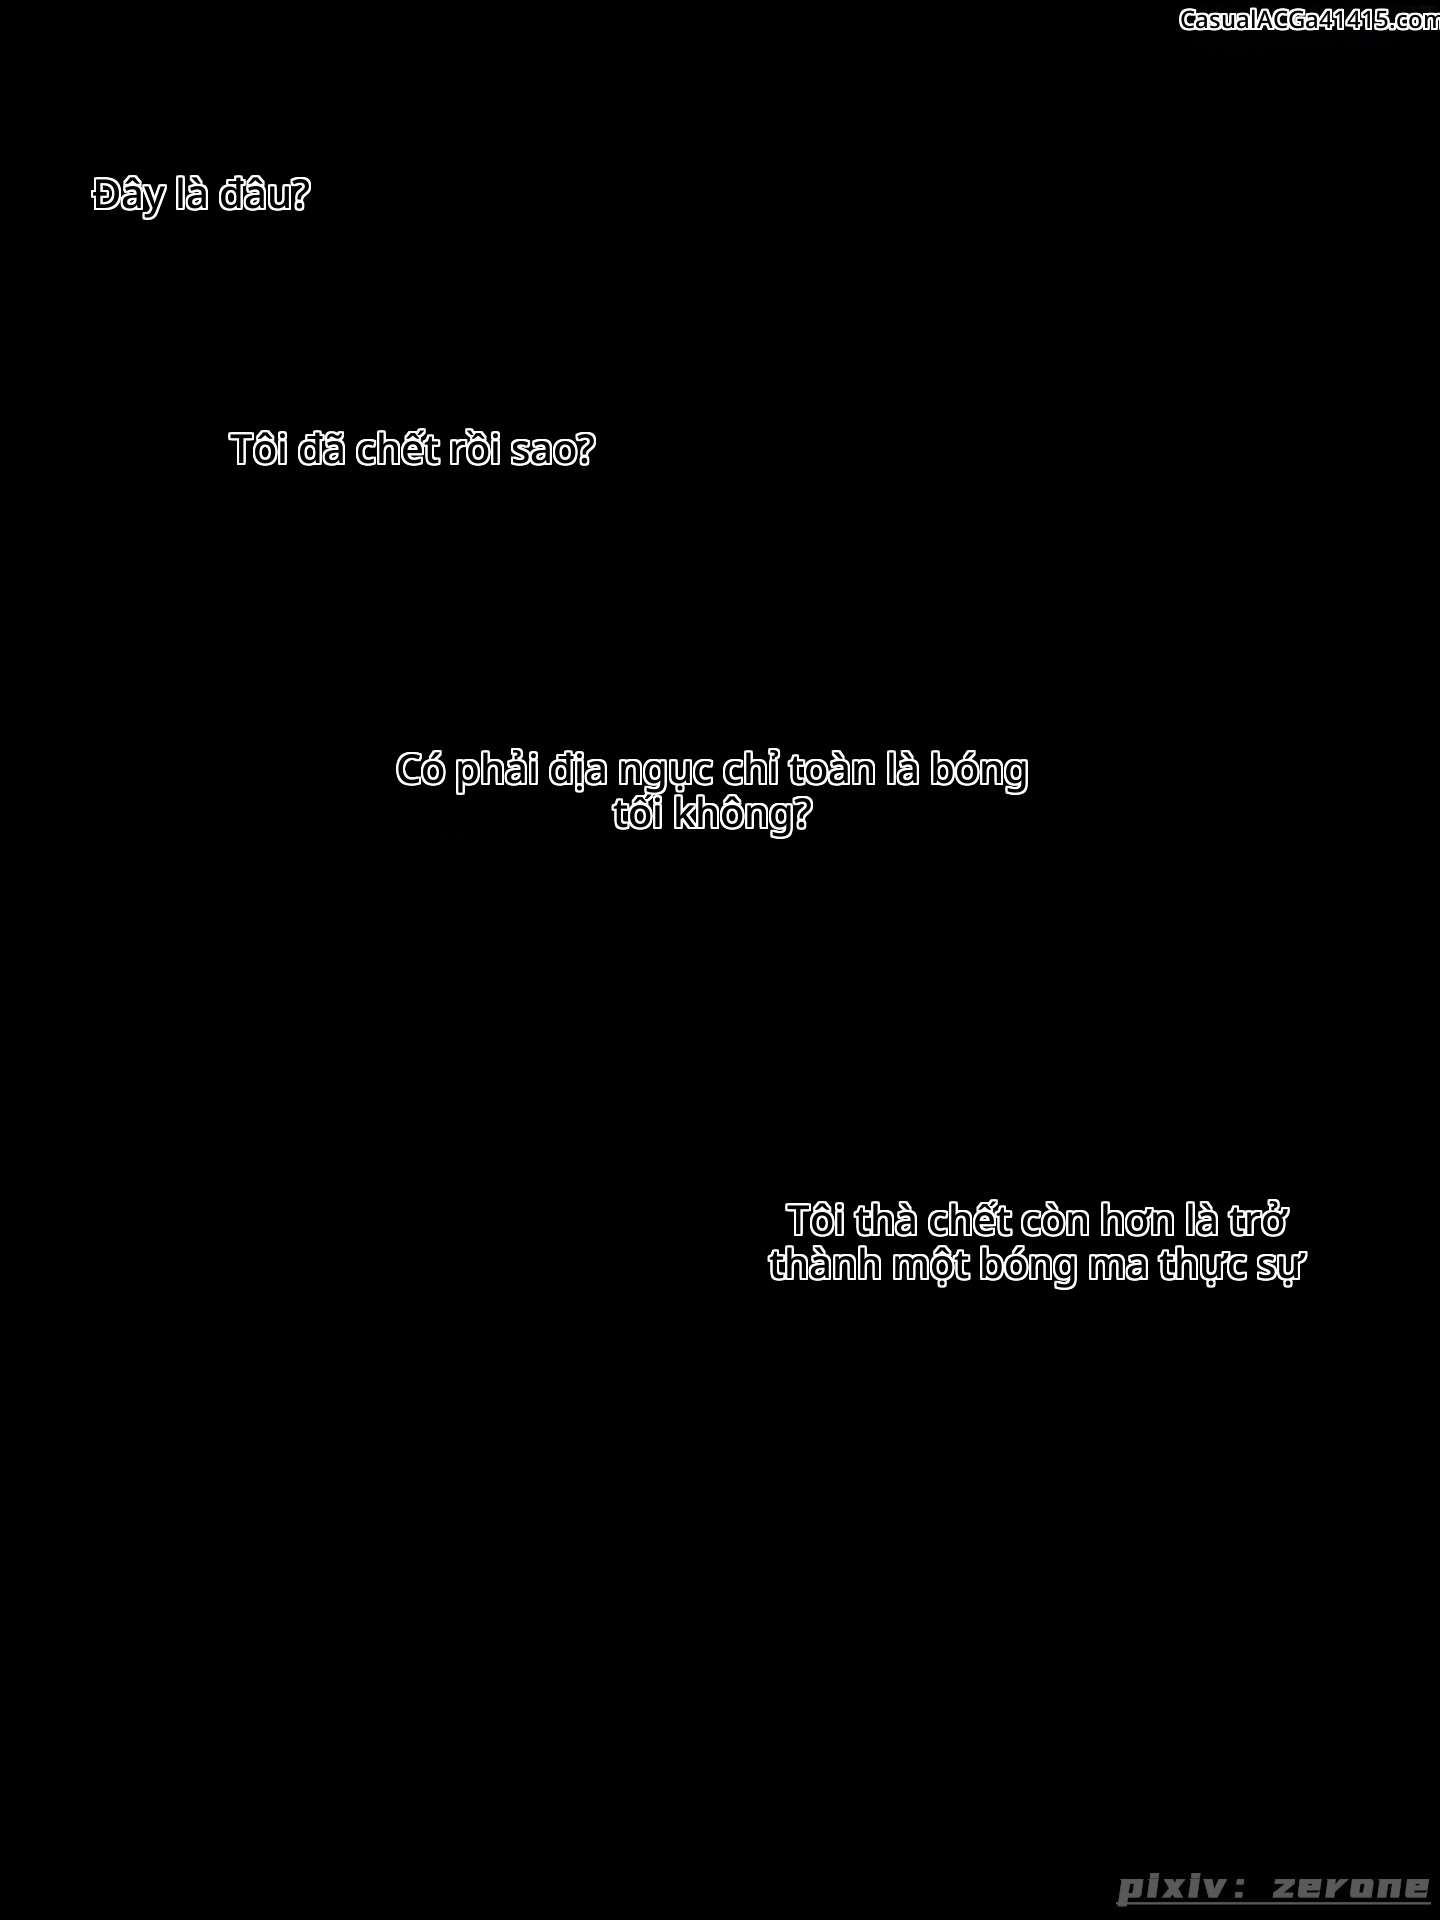 CasualACGa41415.com
Đây là đâu?
Tôi đã chết rồi sao?
Có phải địa ngục chỉ toàn là bóng
tối không?
Tôi thà chết còn hơn là trở
thành một bóng ma thực sự
pixiv: zerone